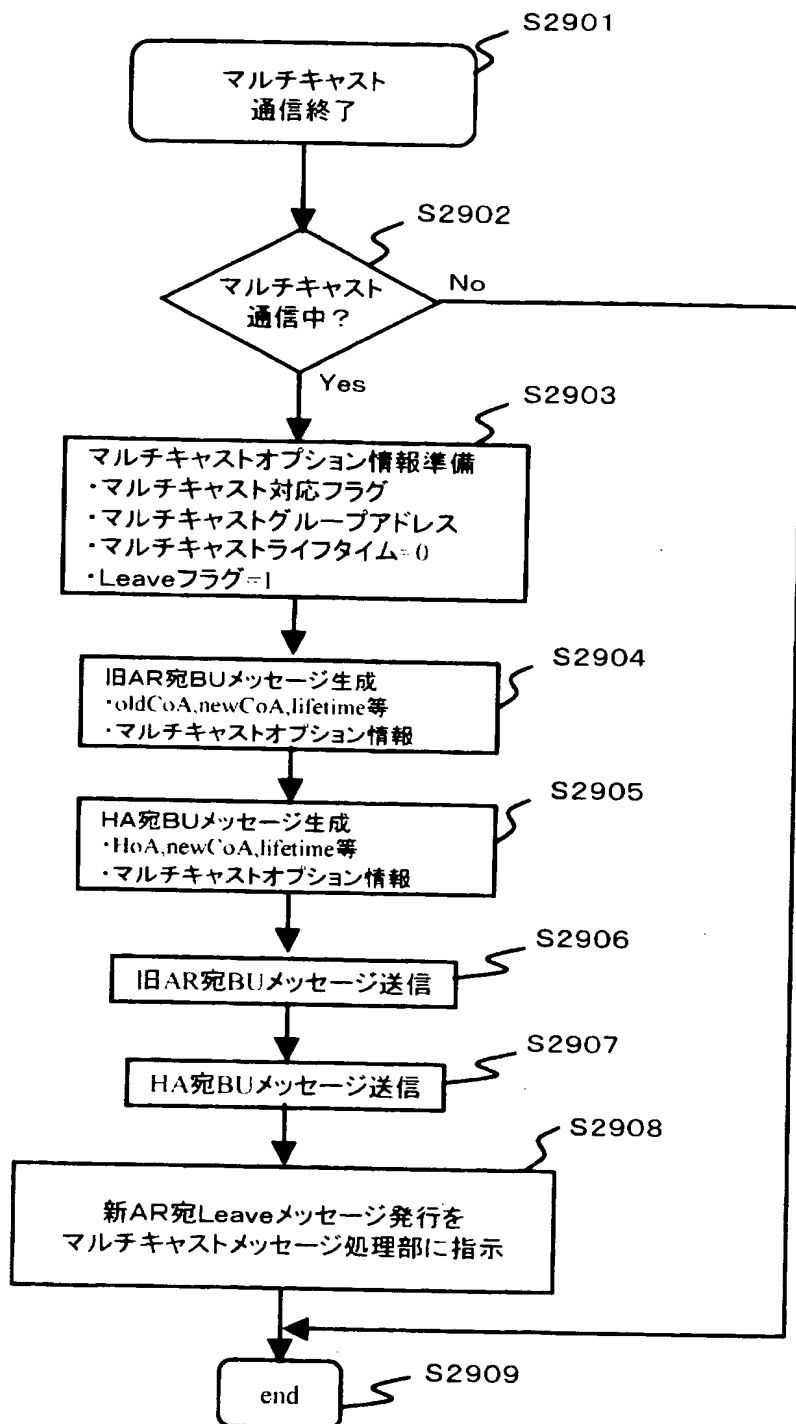 S2901
マルチキャスト
通信終了
S2902
マルチキャスト
通信中？
No
Yes
S2903
マルチキャストオプション情報準備
・マルチキャスト対応フラグ
・マルチキャストグループアドレス
・マルチキャストライフタイム=0
・Leaveフラグ=1
S2904
旧AR宛BUメッセージ生成
・oldCoA,newCoA,lifetime等
・マルチキャストオプション情報
S2905
HA宛BUメッセージ生成
・HoA,newCoA,lifetime等
・マルチキャストオプション情報
S2906
旧AR宛BUメッセージ送信
S2907
HA宛BUメッセージ送信
S2908
新AR宛Leaveメッセージ発行を
マルチキャストメッセージ処理部に指示
end
S2909